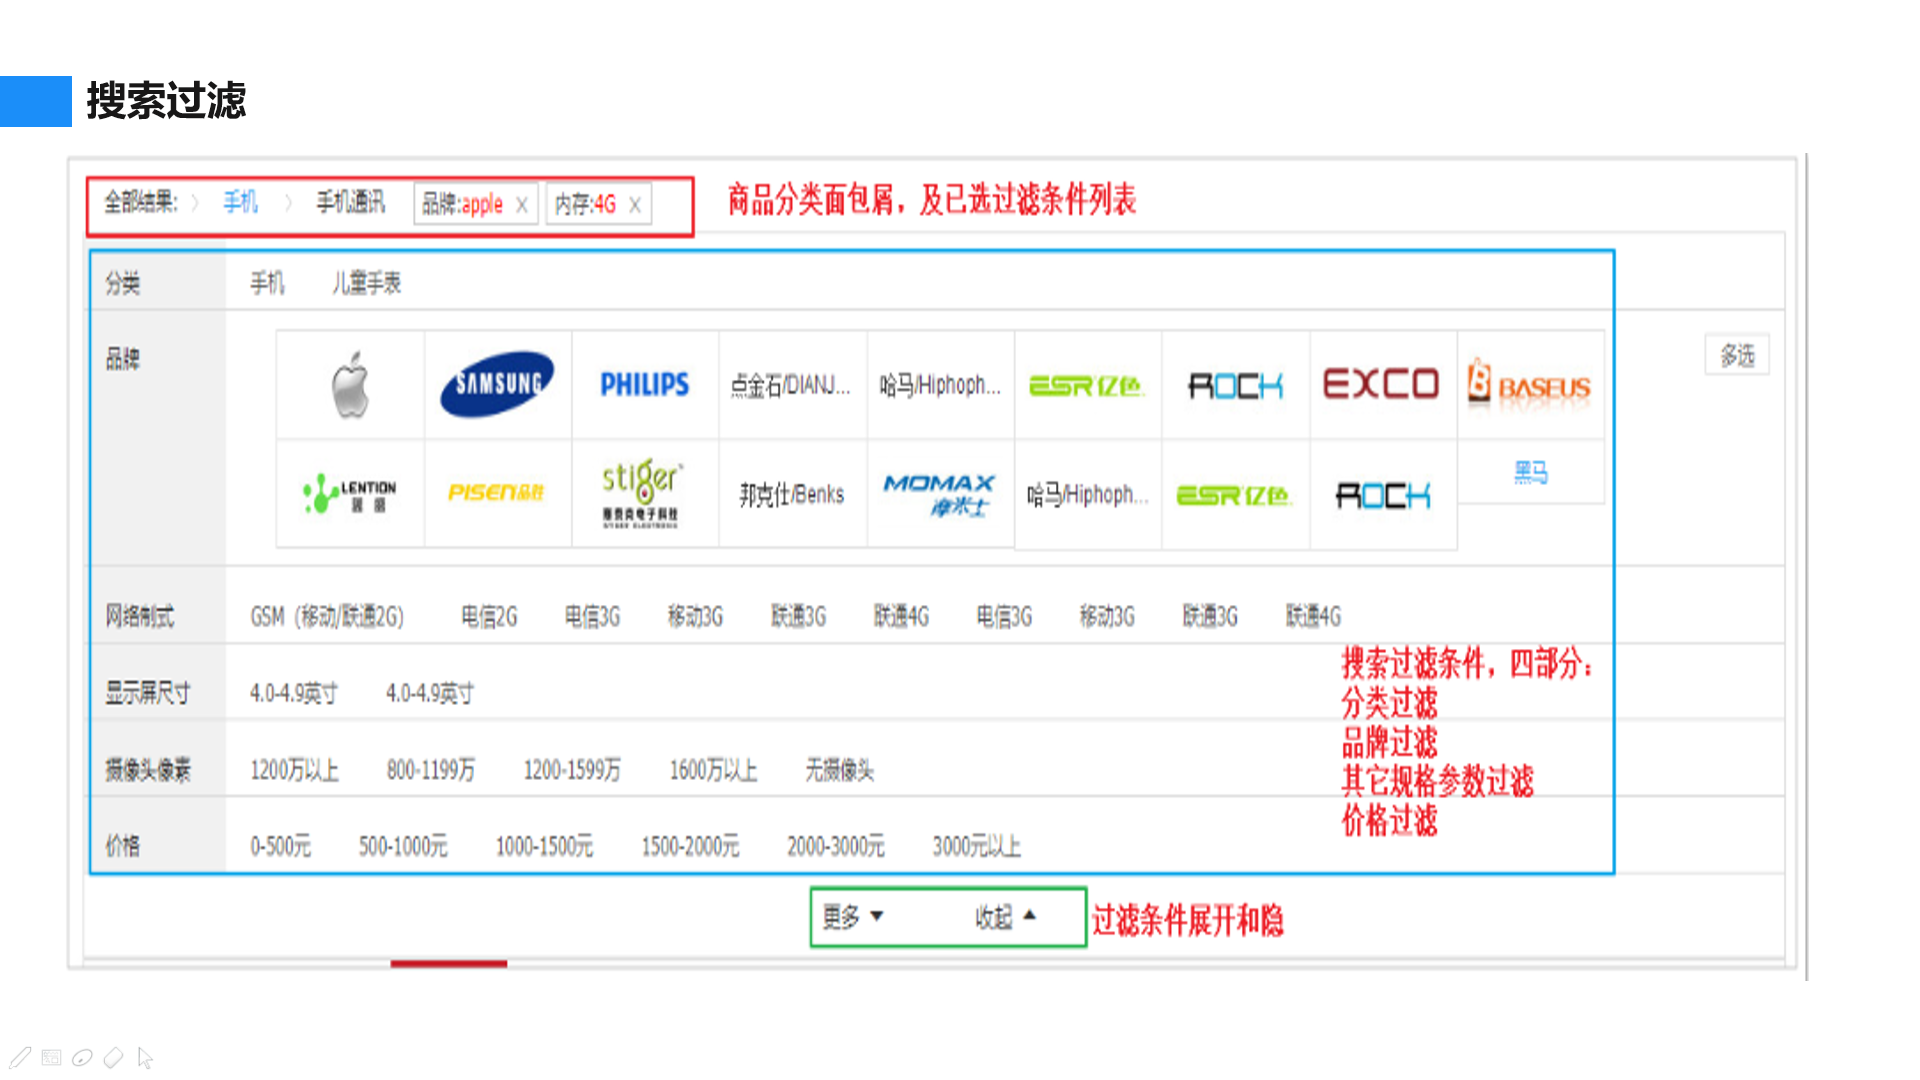 搜索过滤
全部结果: 手机 手机通讯 品牌:apple × 内存:4G × 商品分类面包屑，及已选过滤条件列表
分类 手机 儿童手表
品牌 多选
SAMSUNG PHILIPS 点金石/DIANJ... 哈马/Hiphoph... ESR亿色 ROCK EXCO BASEUS
LENTION PISEN品胜 stiger 邦克仕/Benks MOMAX 摩米士 哈马/Hiphoph... ESR亿色 ROCK 黑马
网络制式 GSM (移动/联通2G) 电信2G 电信3G 移动3G 联通3G 联通4G 电信3G 移动3G 联通3G 联通4G
显示屏尺寸 4.0-4.9英寸 4.0-4.9英寸
摄像头像素 1200万以上 800-1199万 1200-1599万 1600万以上 无摄像头
价格 0-500元 500-1000元 1000-1500元 1500-2000元 2000-3000元 3000元以上
搜索过滤条件，四部分：
分类过滤
品牌过滤
其它规格参数过滤
价格过滤
更多 ▼ 收起 ▲ 过滤条件展开和隐